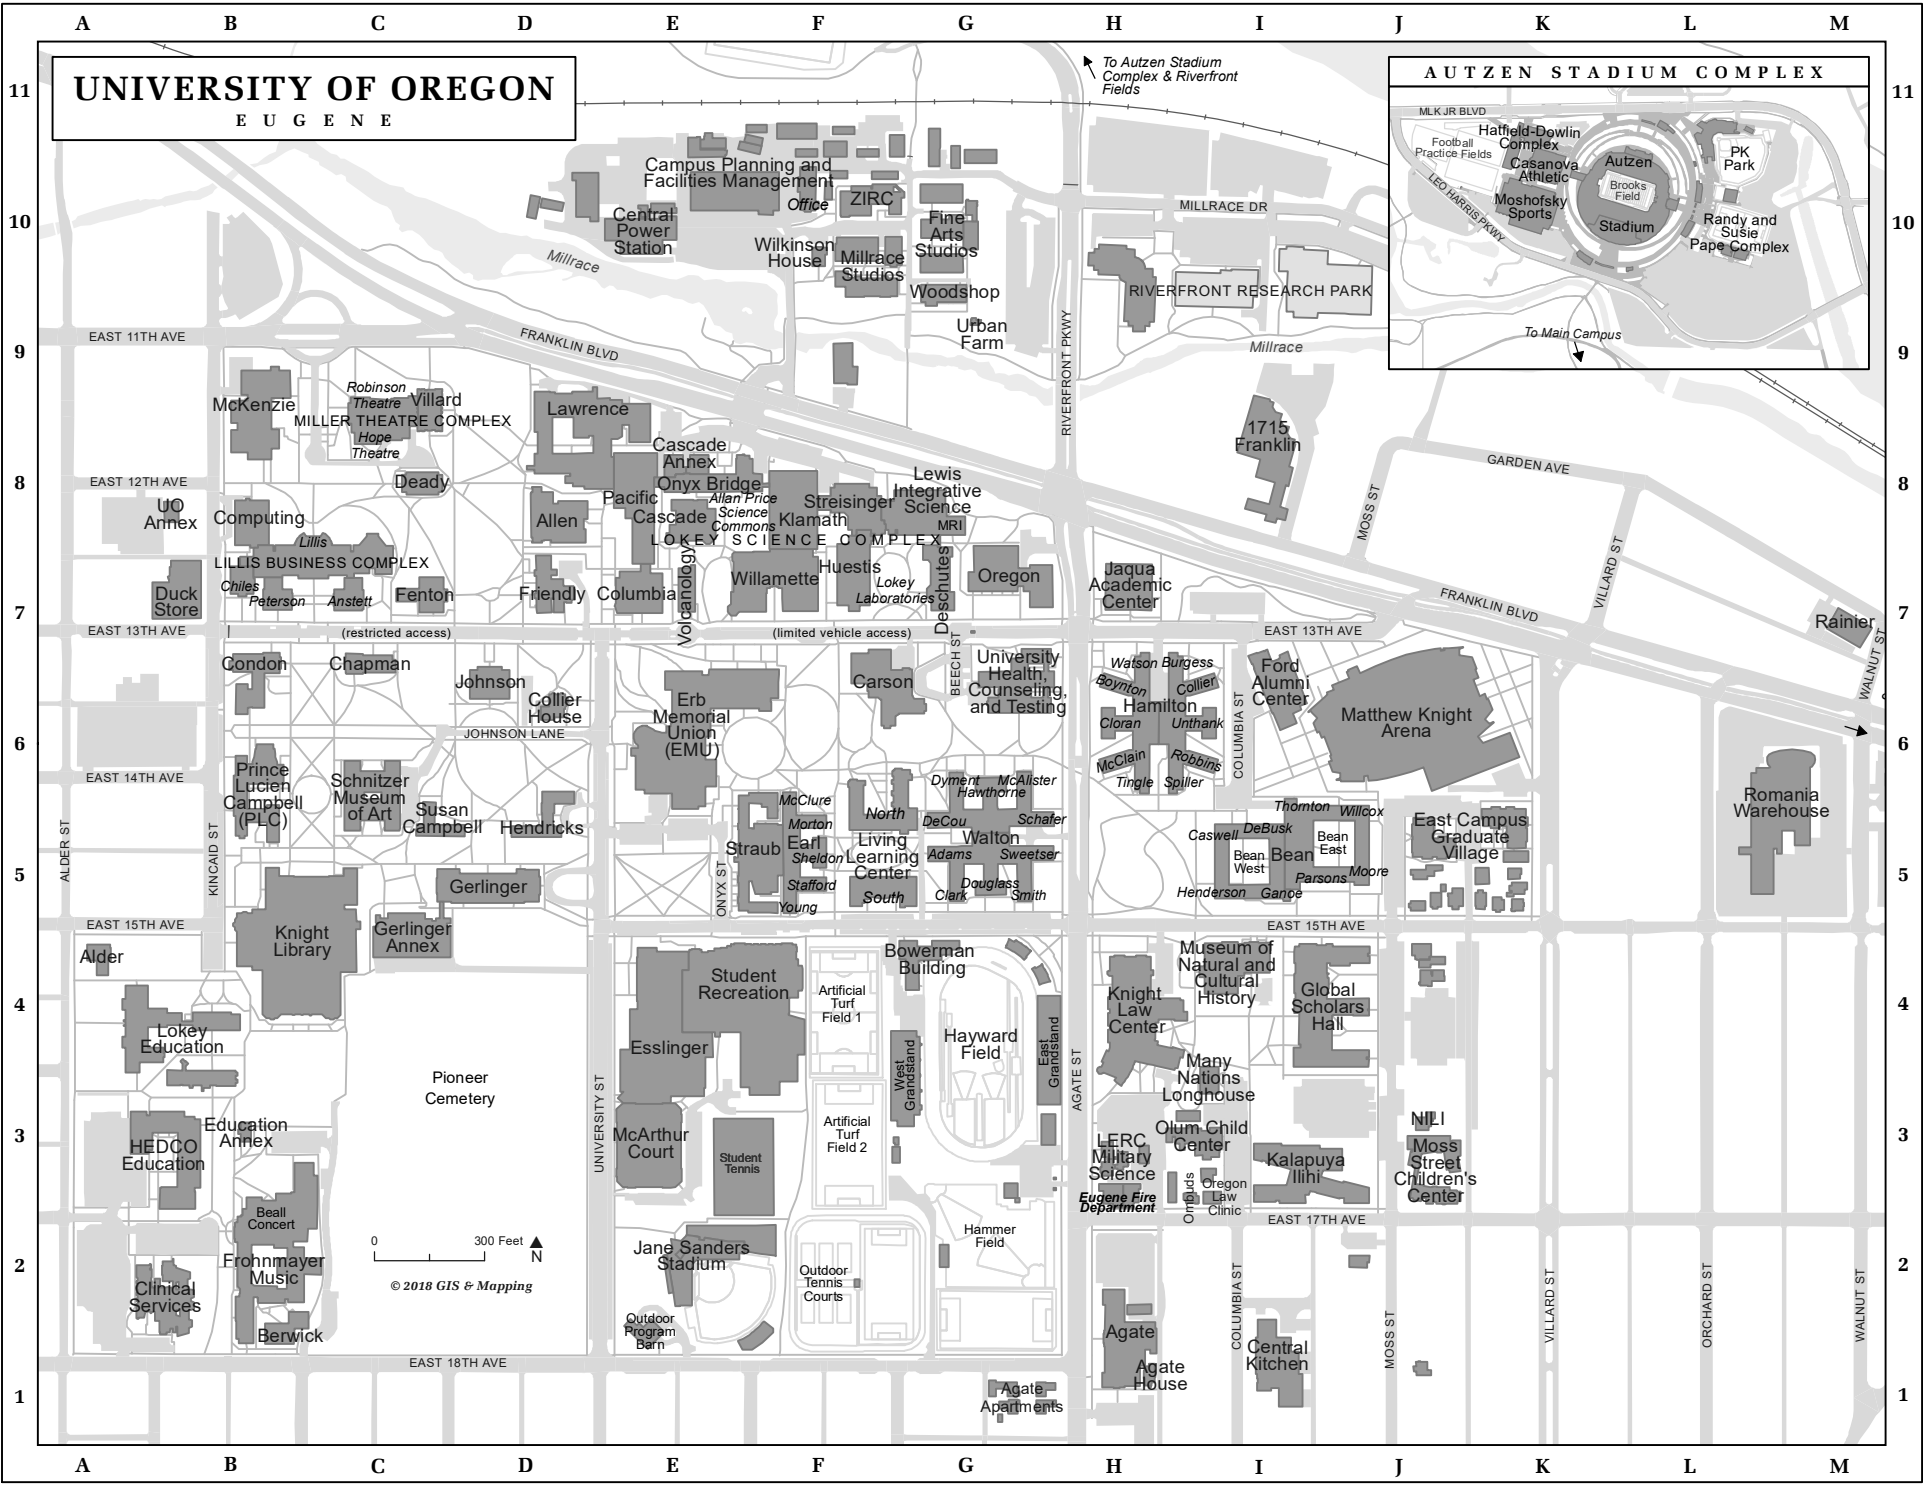 A B C D E F G H I J K L M
11
11
UNIVERSITY OF OREGON
EUGENE
To Autzen Stadium
Complex & Riverfront
Fields
AUTZEN STADIUM COMPLEX
MLK JR BLVD
Hatfield-Dowlin
Complex
Football
Practice Fields
Casanova
Athletic
Autzen
Brooks
Field
Stadium
PK
Park
LEO HARRIS PKWY
Moshofsky
Sports
Randy and
Susie
Pape Complex
To Main Campus
10
10
Campus Planning and
Facilities Management
Office
ZIRC
Central
Power
Station
Fine
Arts
Studios
Wilkinson
House
Millrace
Studios
Woodshop
Urban
Farm
MILLRACE DR
RIVERFRONT RESEARCH PARK
Millrace
Millrace
RIVERFRONT PKWY
9
9
EAST 11TH AVE
FRANKLIN BLVD
McKenzie
Robinson
Theatre
Villard
MILLER THEATRE COMPLEX
Hope
Theatre
Lawrence
Cascade
Annex
Onyx Bridge
1715
Franklin
GARDEN AVE
MOSS ST
VILLARD ST
8
8
EAST 12TH AVE
Deady
UO
Annex
Computing
Allen
Pacific
Cascade
Allan Price
Science
Commons
Klamath
Streisinger
Lewis
Integrative
Science
MRI
LOKEY SCIENCE COMPLEX
Lillis
LILLIS BUSINESS COMPLEX
Chiles
Peterson
Anstett
Duck
Store
Fenton
Friendly
Columbia
Volcanology
Willamette
Huestis
Lokey
Laboratories
Deschutes
Oregon
Jaqua
Academic
Center
FRANKLIN BLVD
Rainier
WALNUT ST
7
7
EAST 13TH AVE
(restricted access)
(limited vehicle access)
EAST 13TH AVE
BEECH ST
Condon
Chapman
Johnson
Collier
House
JOHNSON LANE
Erb
Memorial
Union
(EMU)
Carson
University
Health,
Counseling,
and Testing
Watson
Burgess
Boynton
Collier
Hamilton
Cloran
Unthank
McClain
Robbins
Tingle
Spiller
COLUMBIA ST
Ford
Alumni
Center
Matthew Knight
Arena
6
6
EAST 14TH AVE
Prince
Lucien
Campbell
(PLC)
Schnitzer
Museum
of Art
Susan
Campbell
Hendricks
McClure
Morton
Straub
Earl
Sheldon
Stafford
Young
North
Living
Learning
Center
South
Dyment
McAlister
Hawthorne
DeCou
Schafer
Walton
Adams
Sweetser
Douglass
Clark
Smith
Thornton
Willcox
Caswell
DeBusk
Bean
East
Bean
West
Bean
Parsons
Moore
Henderson
Ganoe
East Campus
Graduate
Village
Romania
Warehouse
ALDER ST
KINCAID ST
ONYX ST
5
5
Gerlinger
EAST 15TH AVE
EAST 15TH AVE
Knight
Library
Gerlinger
Annex
Alder
Student
Recreation
Bowerman
Building
Artificial
Turf
Field 1
Museum of
Natural and
Cultural
History
Knight
Law
Center
Global
Scholars
Hall
4
4
Lokey
Education
Esslinger
Hayward
Field
West
Grandstand
East
Grandstand
AGATE ST
Many
Nations
Longhouse
Pioneer
Cemetery
UNIVERSITY ST
3
3
HEDCO
Education
Education
Annex
McArthur
Court
Student
Tennis
Artificial
Turf
Field 2
LERC
Military
Science
Eugene Fire
Department
Olum Child
Center
Ombuds
Oregon
Law
Clinic
Kalapuya
Ilihi
NILI
Moss
Street
Children's
Center
EAST 17TH AVE
Beall
Concert
Frohnmayer
Music
Hammer
Field
0
300 Feet
N
© 2018 GIS & Mapping
Jane Sanders
Stadium
Outdoor
Tennis
Courts
2
2
Clinical
Services
Berwick
Outdoor
Program
Barn
Agate
Agate
House
Central
Kitchen
COLUMBIA ST
MOSS ST
VILLARD ST
ORCHARD ST
WALNUT ST
EAST 18TH AVE
1
1
Agate
Apartments
A B C D E F G H I J K L M